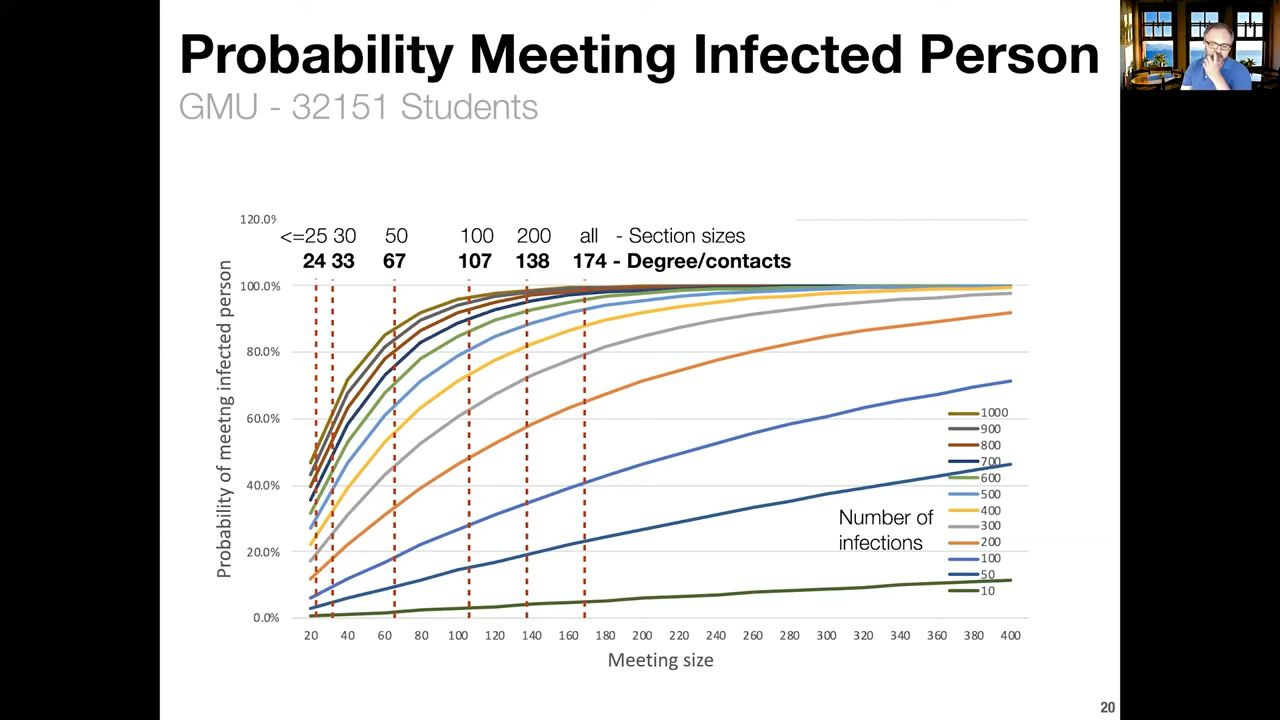 Probability Meeting Infected Person
GMU - 32151 Students
120.0%
<=25 30 50 100 200 all - Section sizes
24 33 67 107 138 174 - Degree/contacts
100.0%
80.0%
60.0%
40.0%
20.0%
0.0%
Probability of meetng infected person
1000
900
800
700
600
500
400
300
200
100
50
10
Number of
infections
20 40 60 80 100 120 140 160 180 200 220 240 260 280 300 320 340 360 380 400
Meeting size
20